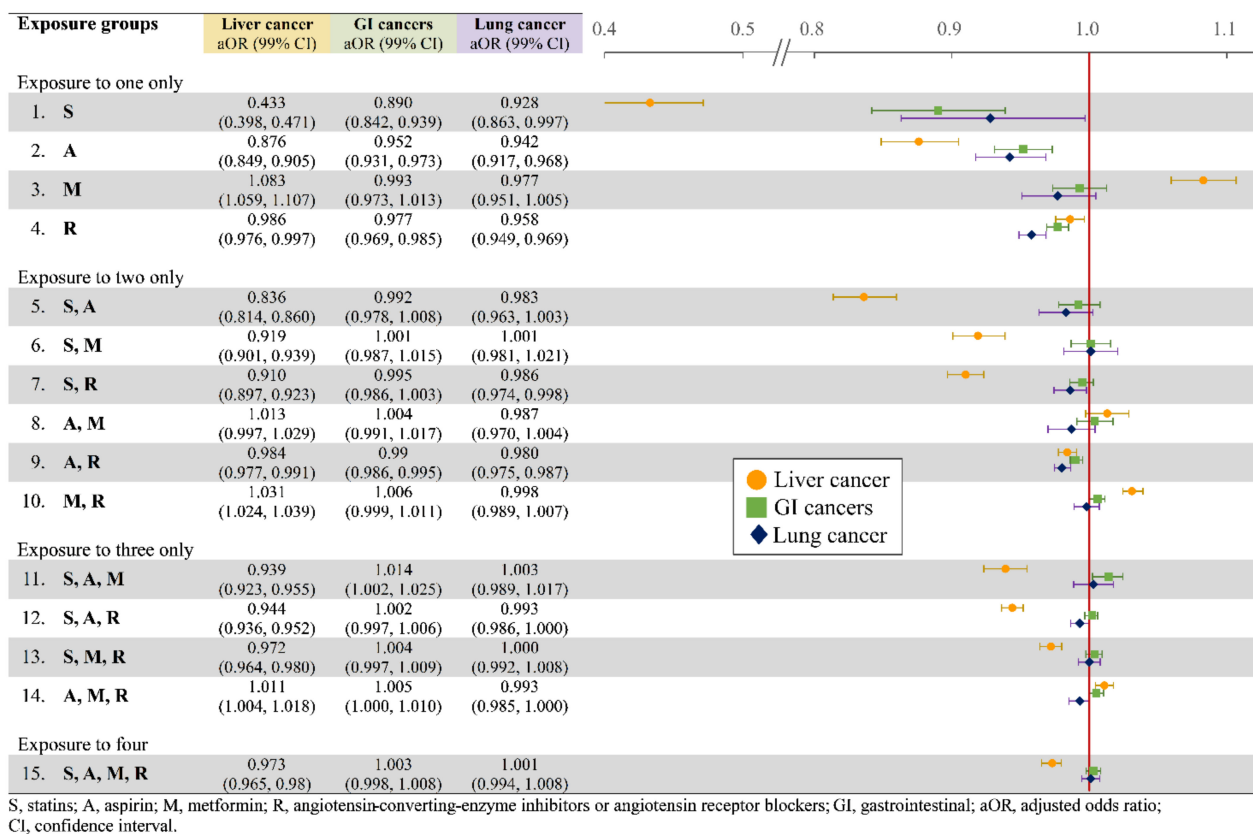 Exposure groups Liver cancer GI cancers Lung cancer
aOR (99% CI) aOR (99% CI) aOR (99% CI)
0.4 0.5 0.8 0.9 1.0 1.1
Exposure to one only
1. S 0.433 0.890 0.928
(0.398, 0.471) (0.842, 0.939) (0.863, 0.997)
2. A 0.876 0.952 0.942
(0.849, 0.905) (0.931, 0.973) (0.917, 0.968)
3. M 1.083 0.993 0.977
(1.059, 1.107) (0.973, 1.013) (0.951, 1.005)
4. R 0.986 0.977 0.958
(0.976, 0.997) (0.969, 0.985) (0.949, 0.969)
Exposure to two only
5. S, A 0.836 0.992 0.983
(0.814, 0.860) (0.978, 1.008) (0.963, 1.003)
6. S, M 0.919 1.001 1.001
(0.901, 0.939) (0.987, 1.015) (0.981, 1.021)
7. S, R 0.910 0.995 0.986
(0.897, 0.923) (0.986, 1.003) (0.974, 0.998)
8. A, M 1.013 1.004 0.987
(0.997, 1.029) (0.991, 1.017) (0.970, 1.004)
9. A, R 0.984 0.99 0.980
(0.977, 0.991) (0.986, 0.995) (0.975, 0.987)
10. M, R 1.031 1.006 0.998
(1.024, 1.039) (0.999, 1.011) (0.989, 1.007)
Liver cancer
GI cancers
Lung cancer
Exposure to three only
11. S, A, M 0.939 1.014 1.003
(0.923, 0.955) (1.002, 1.025) (0.989, 1.017)
12. S, A, R 0.944 1.002 0.993
(0.936, 0.952) (0.997, 1.006) (0.986, 1.000)
13. S, M, R 0.972 1.004 1.000
(0.964, 0.980) (0.997, 1.009) (0.992, 1.008)
14. A, M, R 1.011 1.005 0.993
(1.004, 1.018) (1.000, 1.010) (0.985, 1.000)
Exposure to four
15. S, A, M, R 0.973 1.003 1.001
(0.965, 0.98) (0.998, 1.008) (0.994, 1.008)
S, statins; A, aspirin; M, metformin; R, angiotensin-converting-enzyme inhibitors or angiotensin receptor blockers; GI, gastrointestinal; aOR, adjusted odds ratio;
CI, confidence interval.